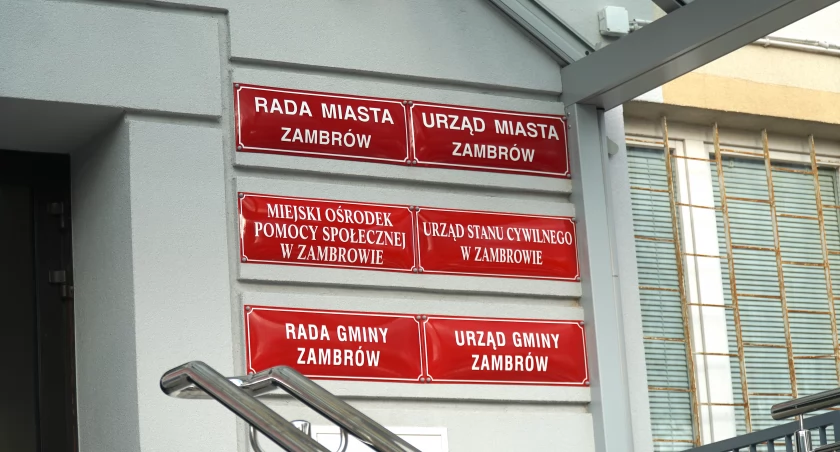 RADA MIASTA
ZAMBRÓW
URZĄD MIASTA
ZAMBRÓW
MIEJSKI OŚRODEK
POMOCY SPOŁECZNEJ
W ZAMBROWIE
URZĄD STANU CYWILNEGO
W ZAMBROWIE
RADA GMINY
ZAMBRÓW
URZĄD GMINY
ZAMBRÓW